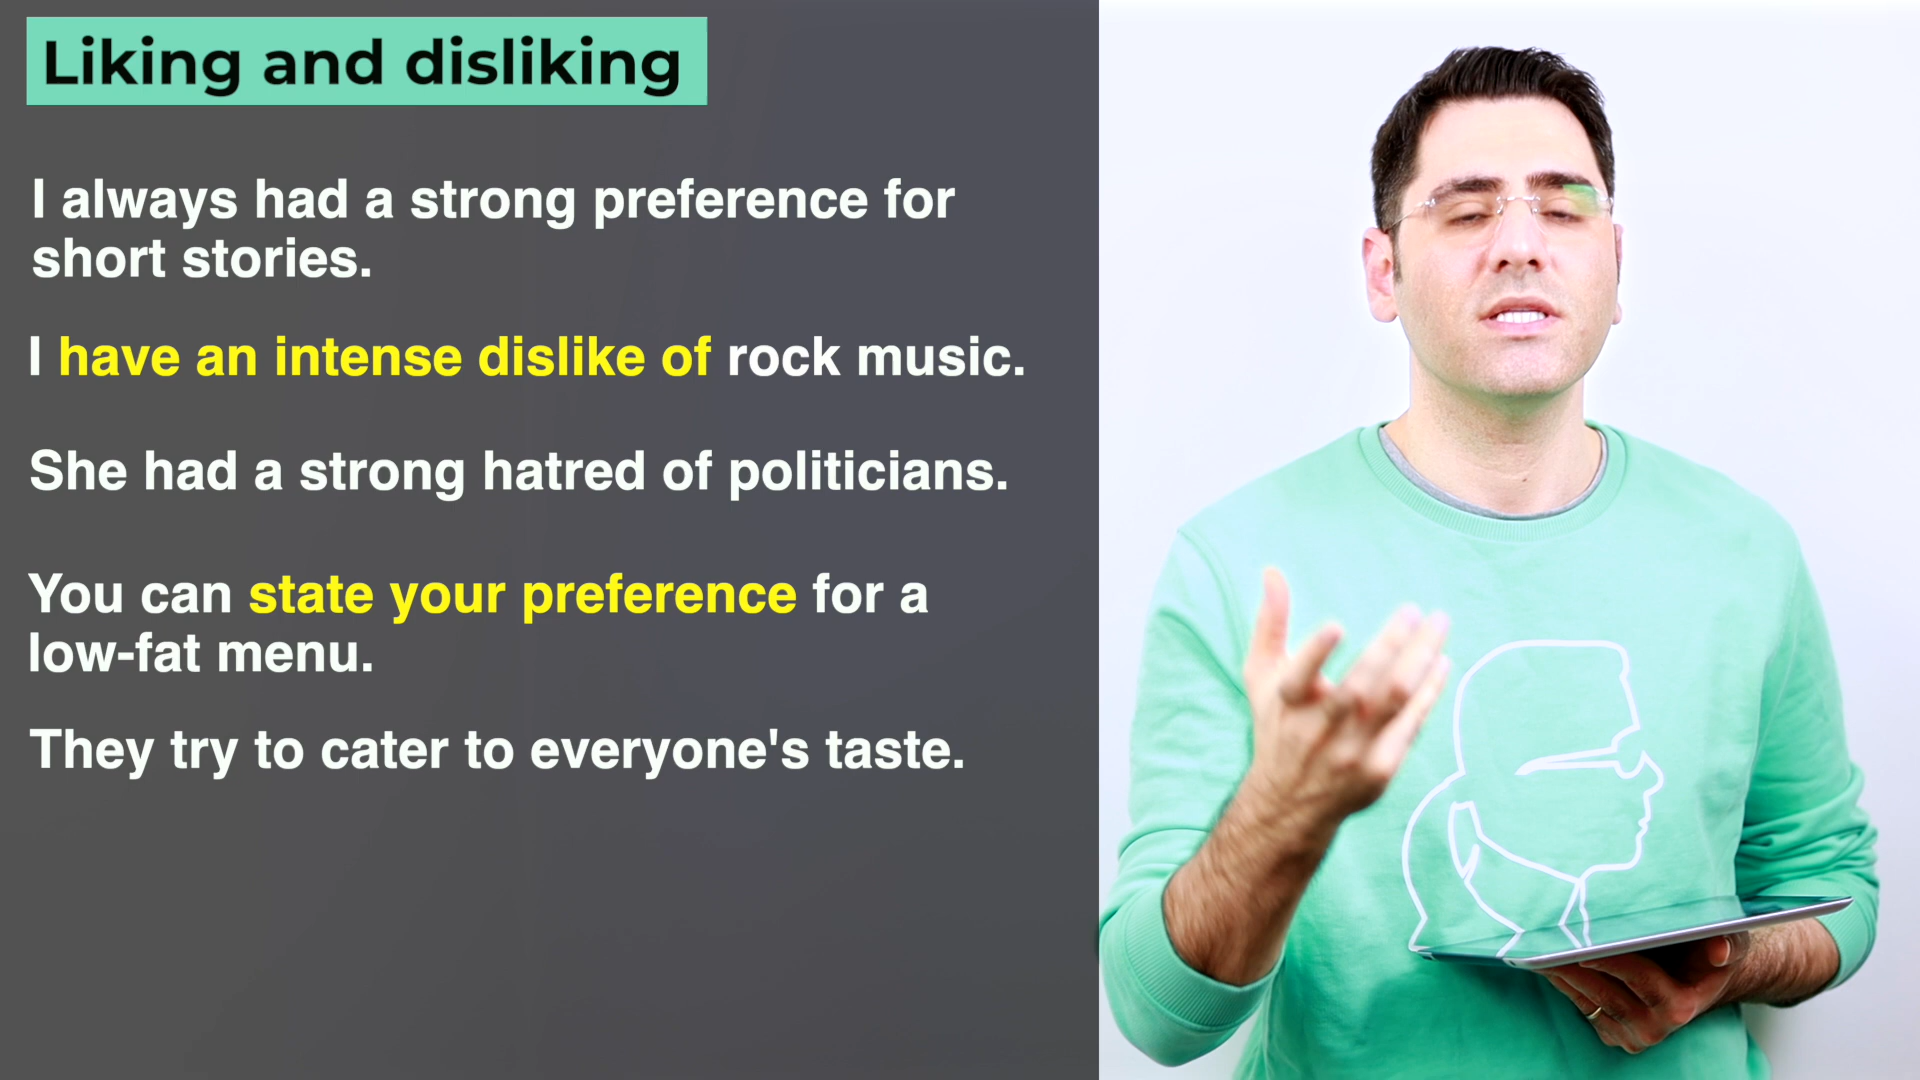 Liking and disliking
I always had a strong preference for
short stories.
I have an intense dislike of rock music.
She had a strong hatred of politicians.
You can state your preference for a
low-fat menu.
They try to cater to everyone's taste.